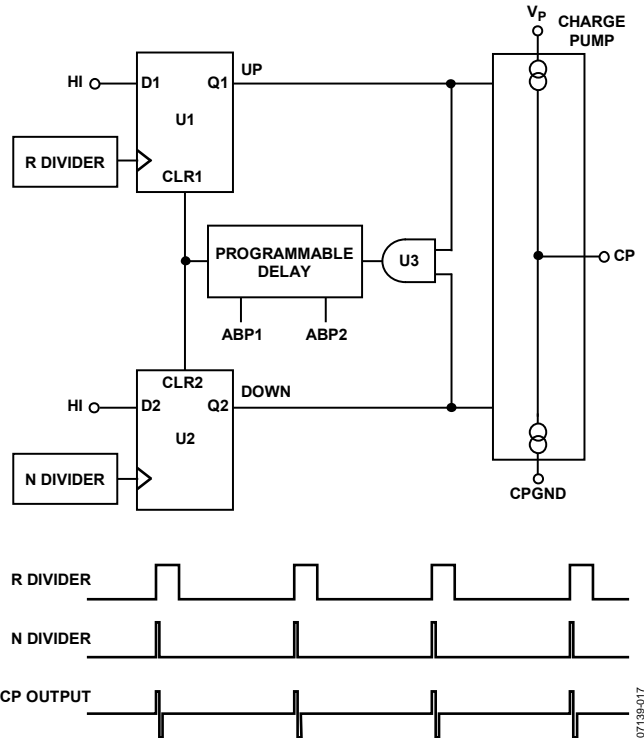 VP
CHARGE
PUMP
HI
D1
Q1
UP
U1
R DIVIDER
CLR1
PROGRAMMABLE
DELAY
U3
CP
ABP1
ABP2
CLR2
DOWN
HI
D2
Q2
U2
N DIVIDER
CPGND
R DIVIDER
N DIVIDER
CP OUTPUT
07139-017